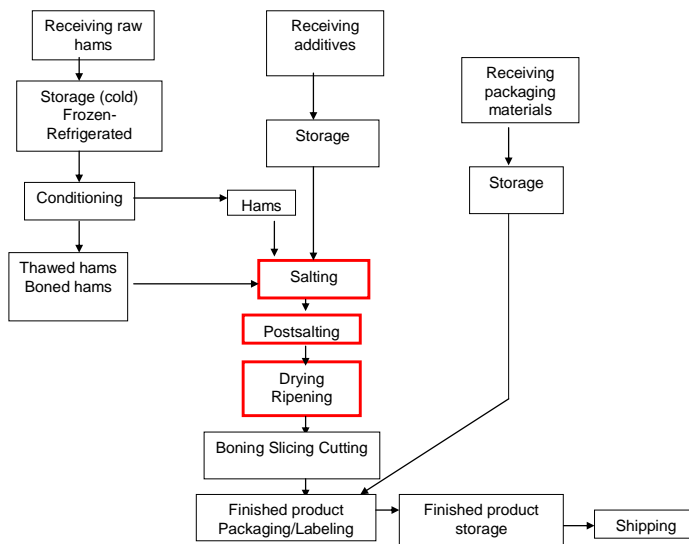 Receiving raw
hams
Receiving
additives
Receiving
packaging
materials
Storage (cold)
Frozen-
Refrigerated
Storage
Storage
Conditioning
Hams
Thawed hams
Boned hams
Salting
Postsalting
Drying
Ripening
Boning Slicing Cutting
Finished product
Packaging/Labeling
Finished product
storage
Shipping